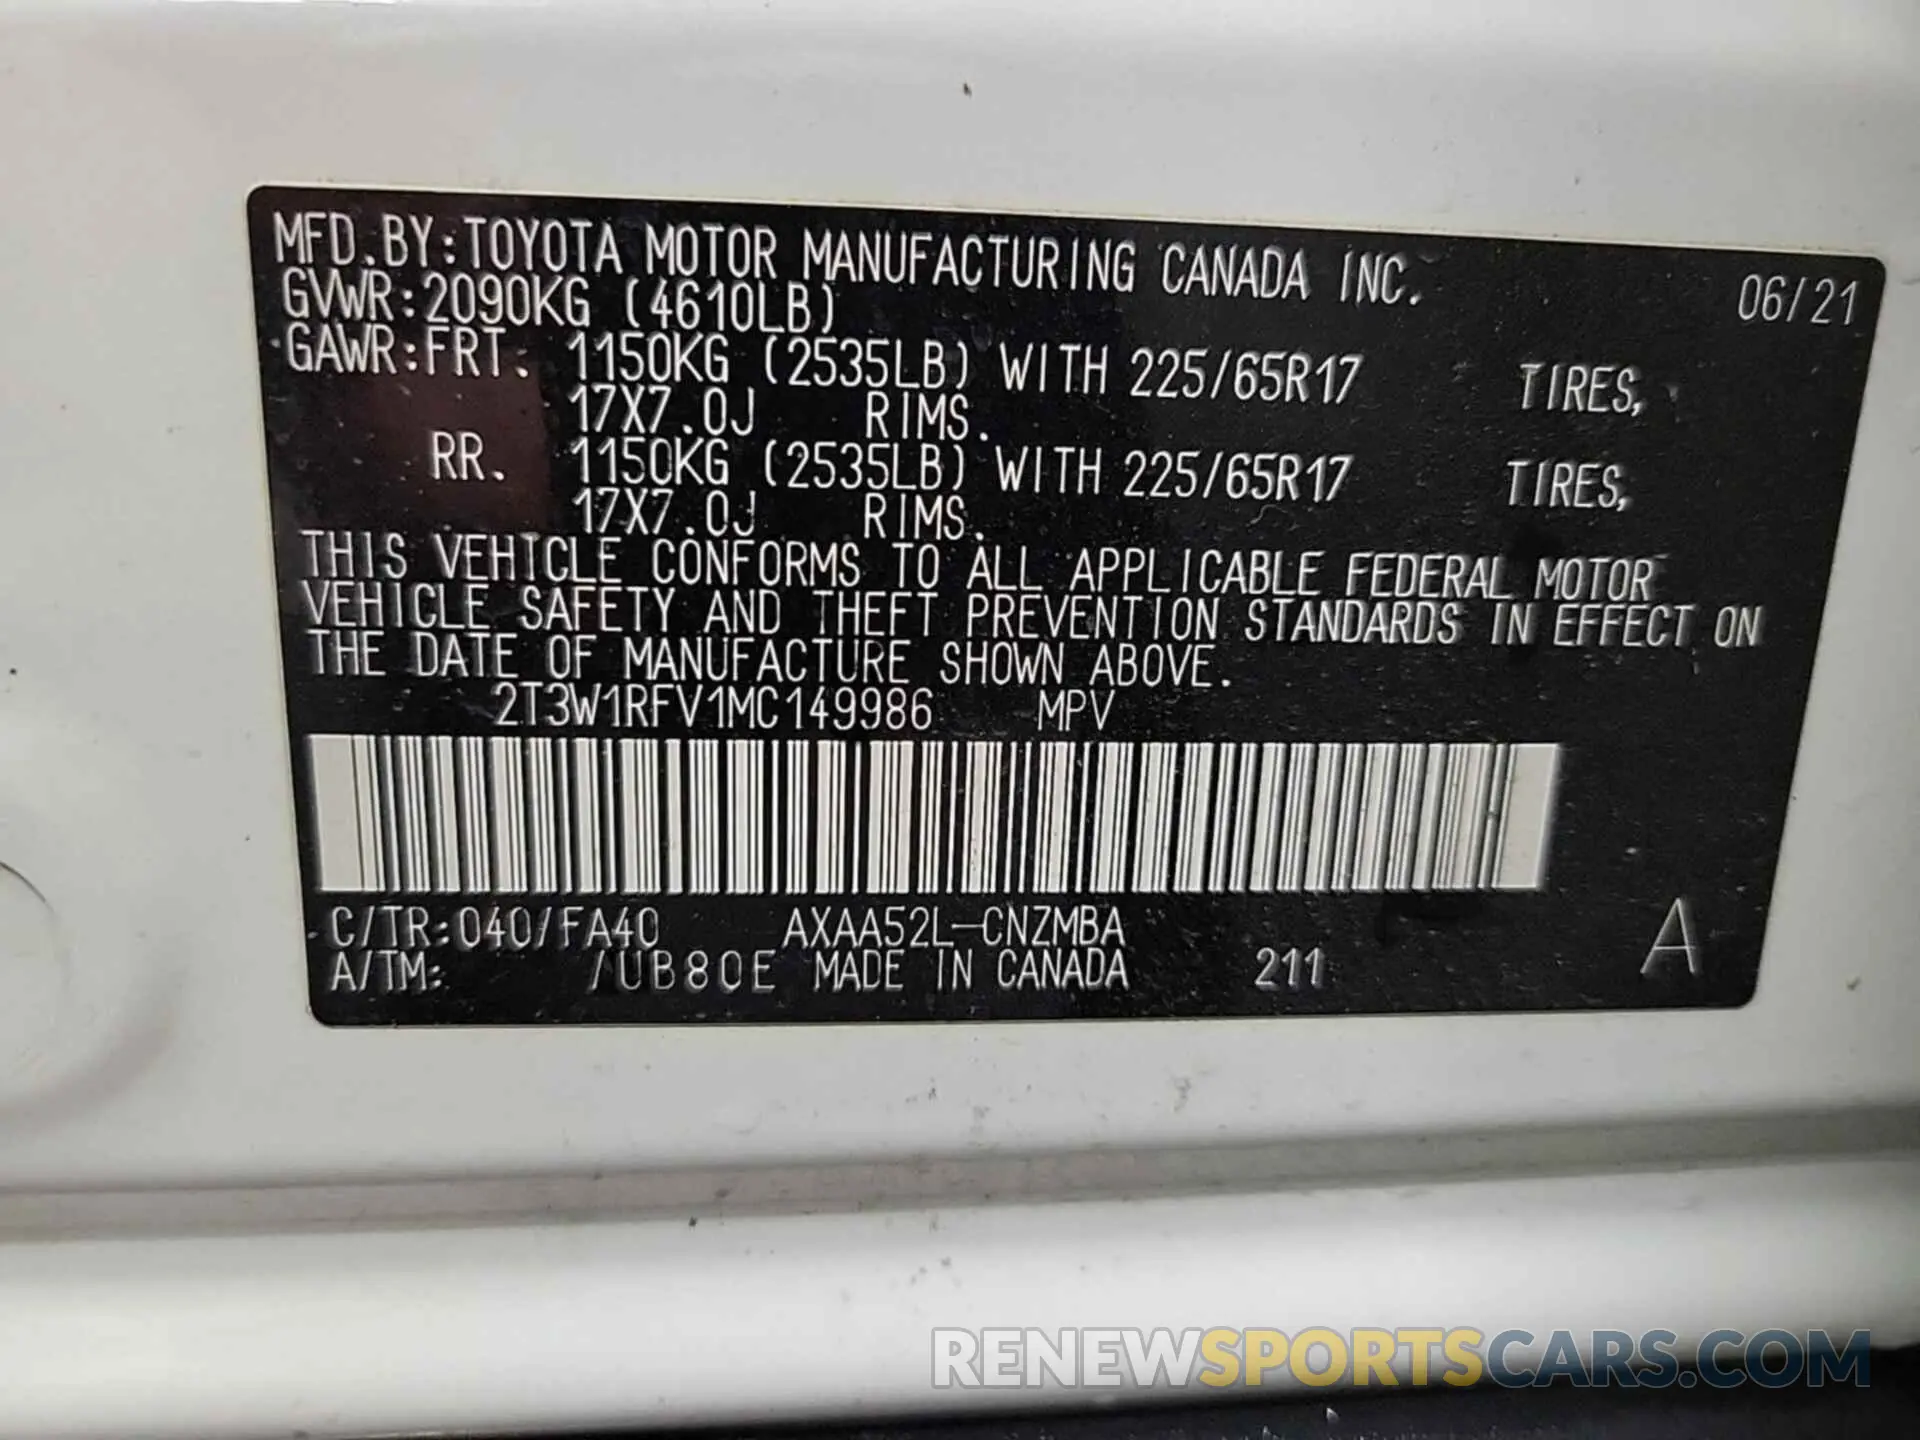 MFD.BY:TOYOTA MOTOR MANUFACTURING CANADA INC. 06/21
GVWR:2090KG (4610LB)
GAWR:FRT. 1150KG (2535LB) WITH 225/65R17 TIRES,
17X7.0J RIMS.
RR. 1150KG (2535LB) WITH 225/65R17 TIRES,
17X7.0J RIMS.
THIS VEHICLE CONFORMS TO ALL APPLICABLE FEDERAL MOTOR
VEHICLE SAFETY AND THEFT PREVENTION STANDARDS IN EFFECT ON
THE DATE OF MANUFACTURE SHOWN ABOVE.
2T3W1RFV1MC149986 MPV
C/TR:040/FA40 AXAA52L-CNZMBA
A/TM: /UB80E MADE IN CANADA 211 A
RENEWSPORTSCARS.COM